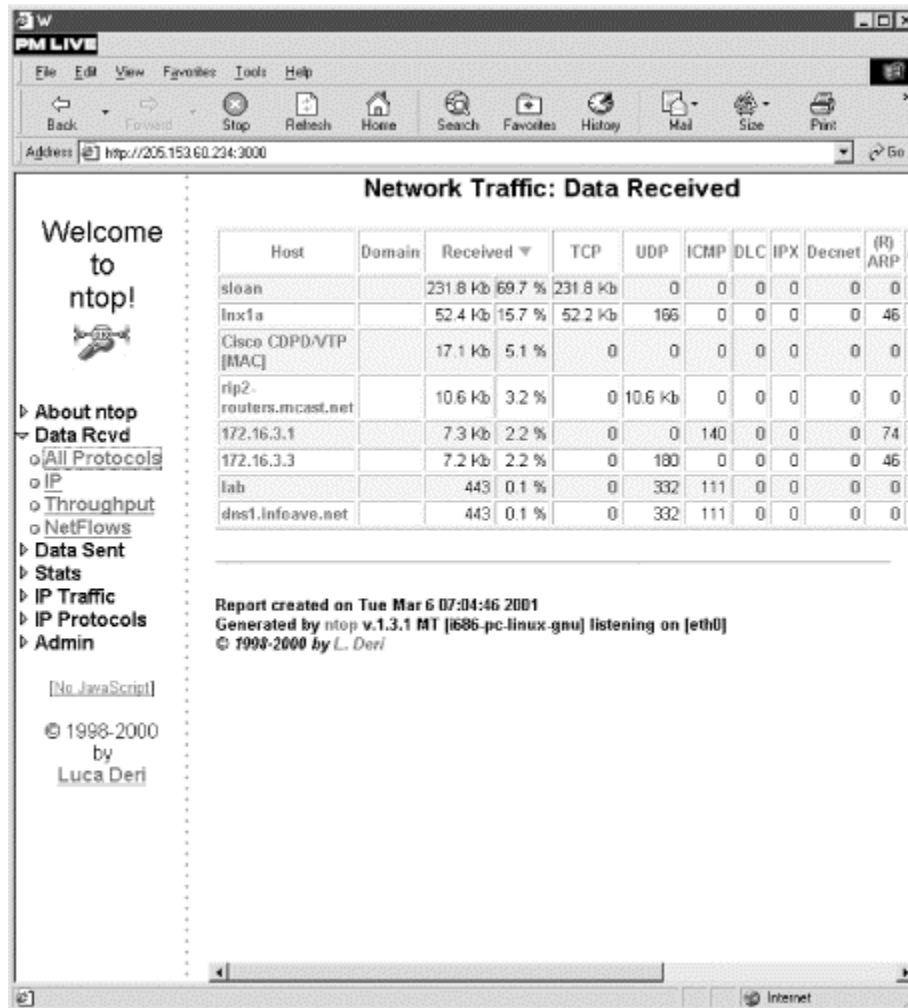 W
PM LIVE
File Edit View Favorites Tools Help
Back Forward Stop Refresh Home Search Favorites History Mail Size Print
Address http://205.153.60.234:3000 Go
Welcome
to
ntop!
About ntop
Data Rcvd
All Protocols
IP
Throughput
NetFlows
Data Sent
Stats
IP Traffic
IP Protocols
Admin
[No JavaScript]
© 1998-2000
by
Luca Deri
Network Traffic: Data Received
Host Domain Received TCP UDP ICMP DLC IPX Decnet (R) ARP
sloan 231.8 Kb 69.7 % 231.8 Kb 0 0 0 0 0 0
lnx1a 52.4 Kb 15.7 % 52.2 Kb 166 0 0 0 0 46
Cisco CDPD/VTP
[MAC] 17.1 Kb 5.1 % 0 0 0 0 0 0 0
rip2-
routers.mcast.net 10.6 Kb 3.2 % 0 10.6 Kb 0 0 0 0 0
172.16.3.1 7.3 Kb 2.2 % 0 0 140 0 0 0 74
172.16.3.3 7.2 Kb 2.2 % 0 180 0 0 0 0 46
lab 443 0.1 % 0 332 111 0 0 0 0
dns1.infoave.net 443 0.1 % 0 332 111 0 0 0 0
Report created on Tue Mar 6 07:04:46 2001
Generated by ntop v.1.3.1 MT [i686-pc-linux-gnu] listening on [eth0]
© 1998-2000 by L. Deri
Internet